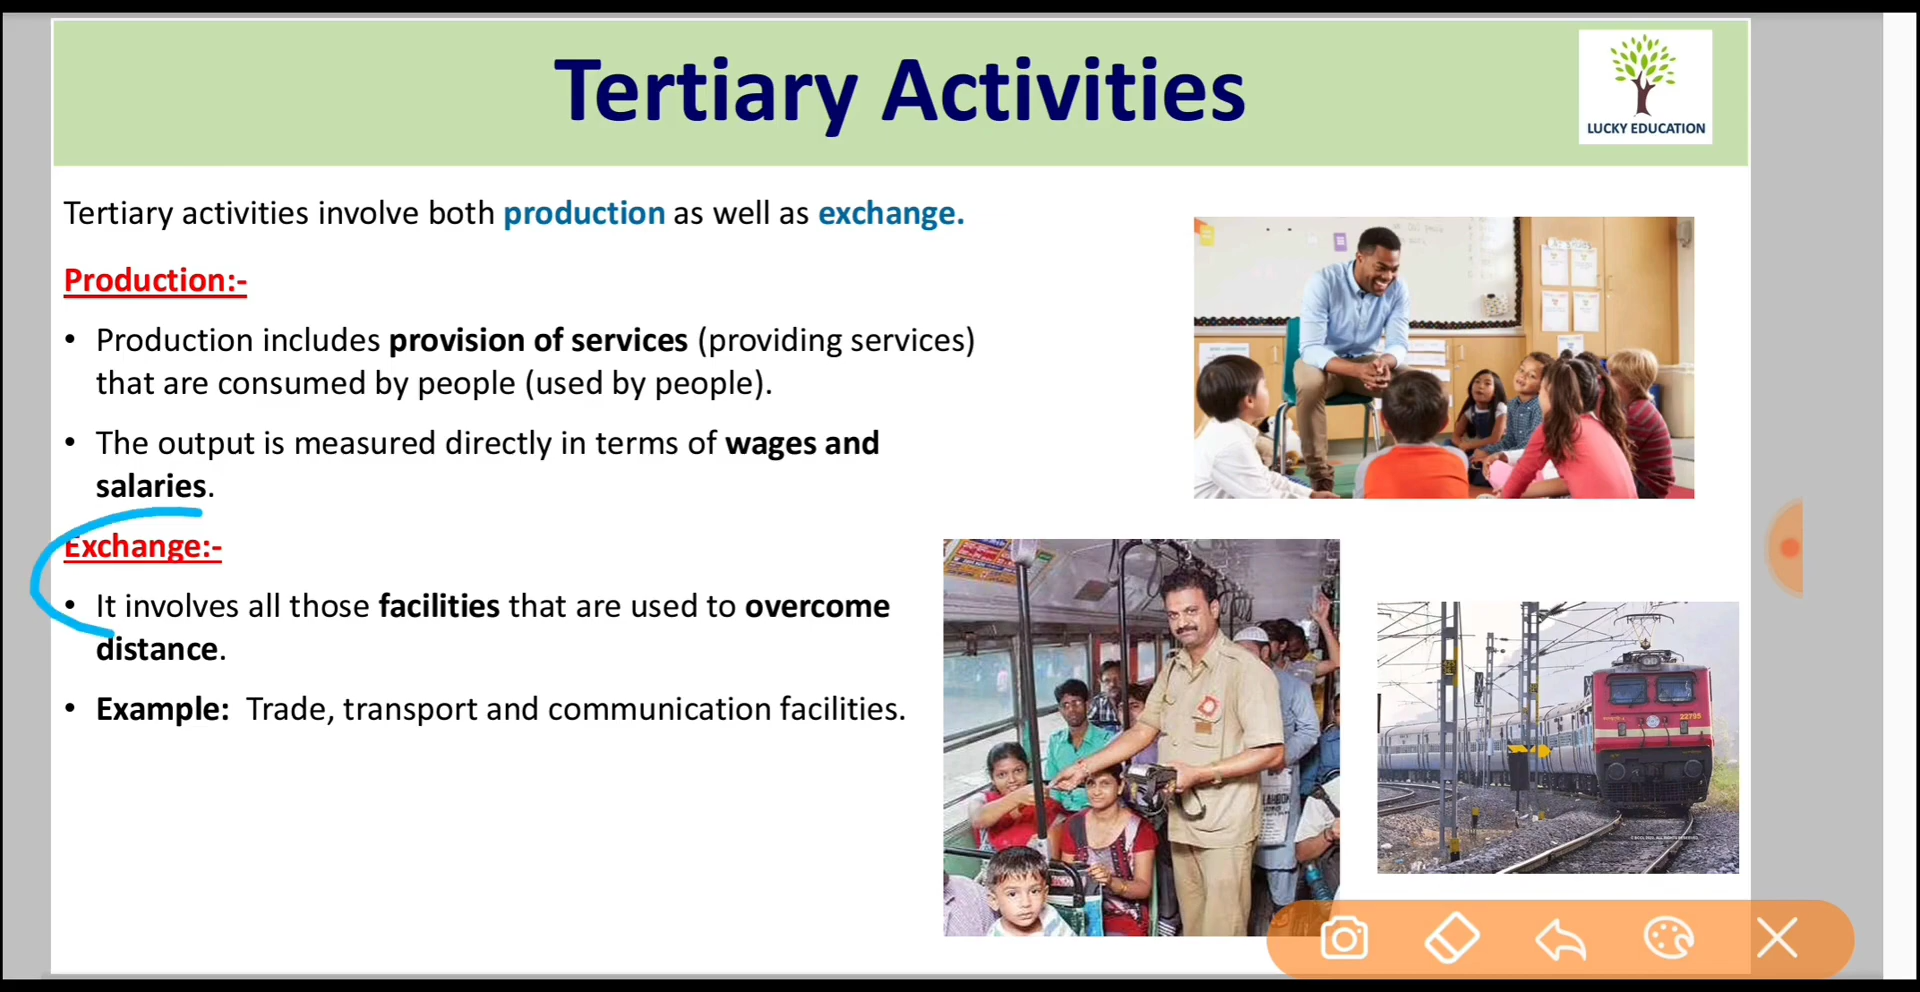 Tertiary Activities
LUCKY EDUCATION
Tertiary activities involve both production as well as exchange.
Production:-
• Production includes provision of services (providing services)
that are consumed by people (used by people).
• The output is measured directly in terms of wages and
salaries.
Exchange:-
• It involves all those facilities that are used to overcome
distance.
• Example: Trade, transport and communication facilities.
22755